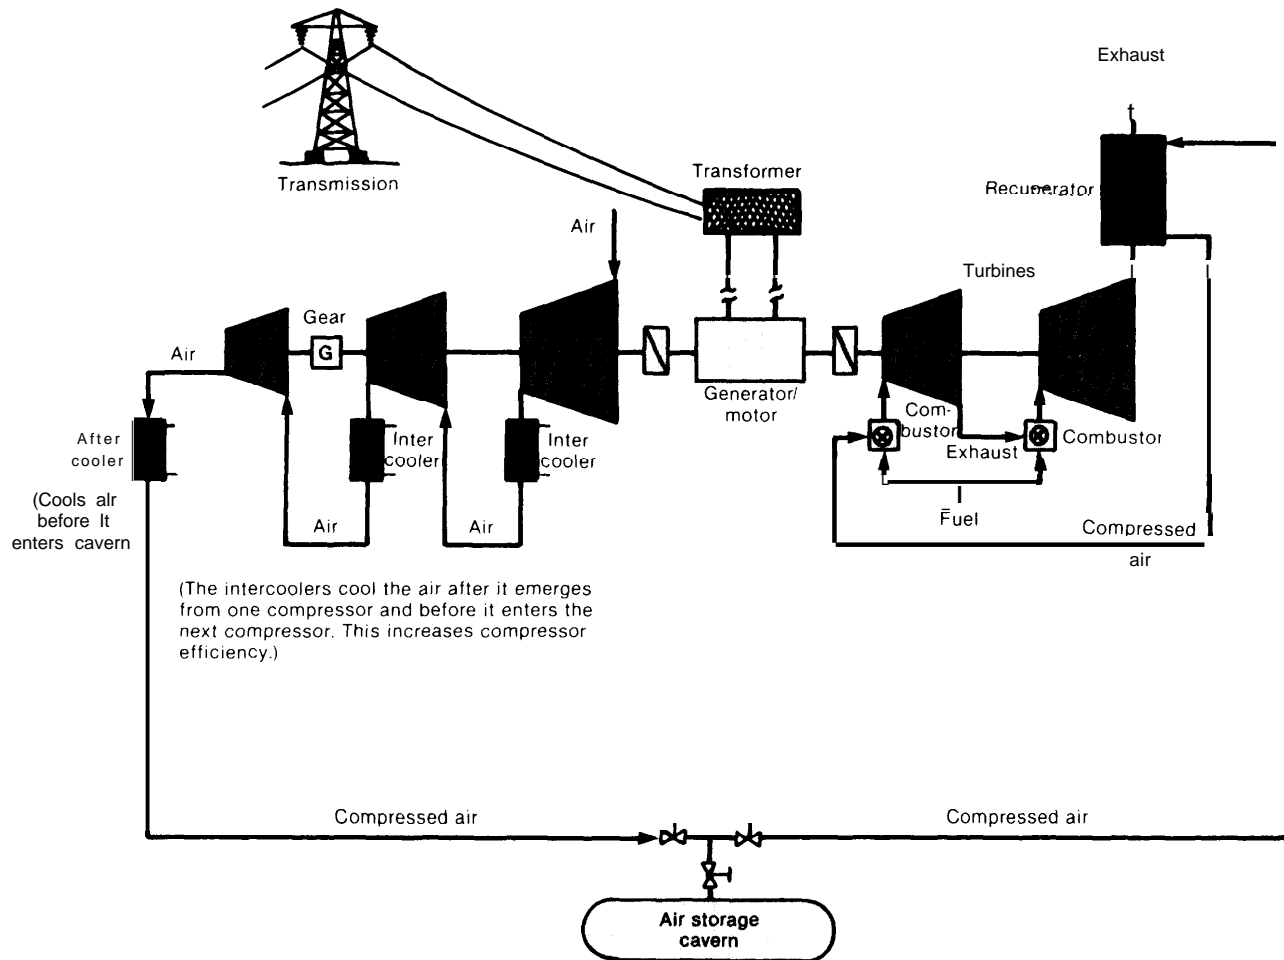 Exhaust
Transmission
Transformer
Recuperator
Air
Turbines
Gear
Air
G
Generator/
motor
Com-
bustor
Combustor
Exhaust
After
cooler
Inter
cooler
Inter
cooler
(Cools alr
before It
enters cavern
Air
Air
Fuel
Compressed
air
(The intercoolers cool the air after it emerges
from one compressor and before it enters the
next compressor. This increases compressor
efficiency.)
Compressed air
Compressed air
Air storage
cavern